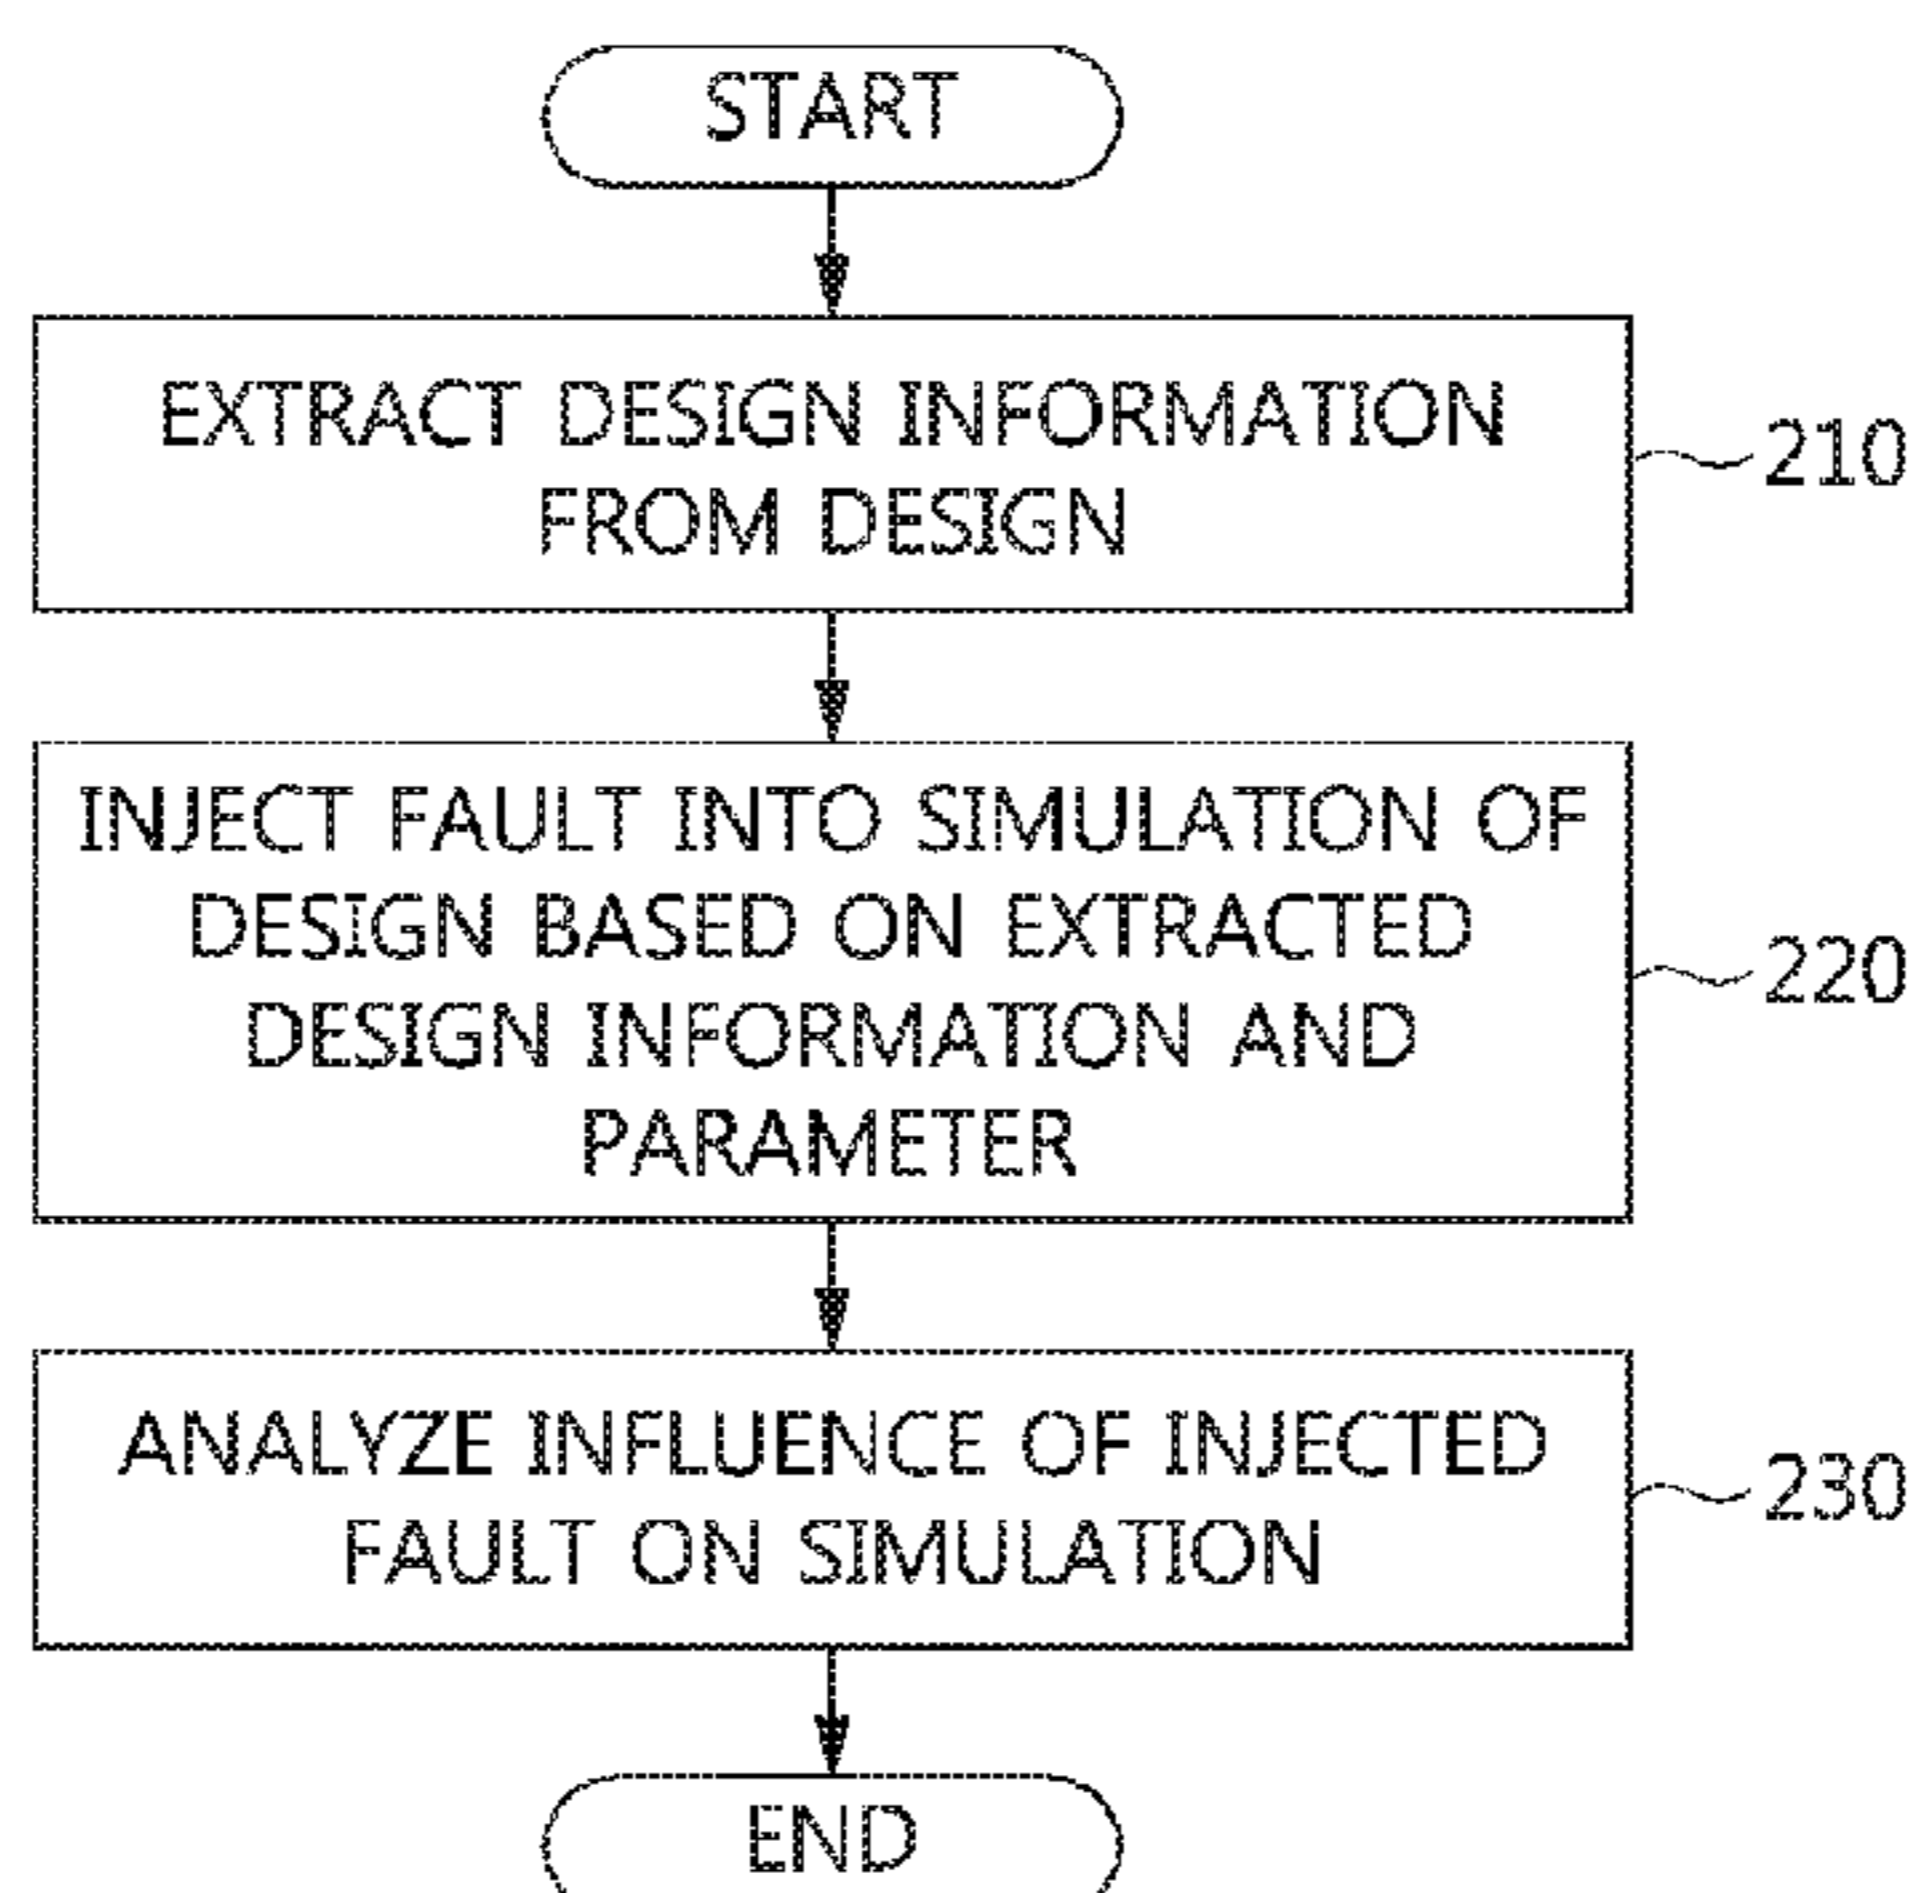 START
EXTRACT DESIGN INFORMATION
FROM DESIGN
210
INJECT FAULT INTO SIMULATION OF
DESIGN BASED ON EXTRACTED
DESIGN INFORMATION AND
PARAMETER
220
ANALYZE INFLUENCE OF INJECTED
FAULT ON SIMULATION
230
END